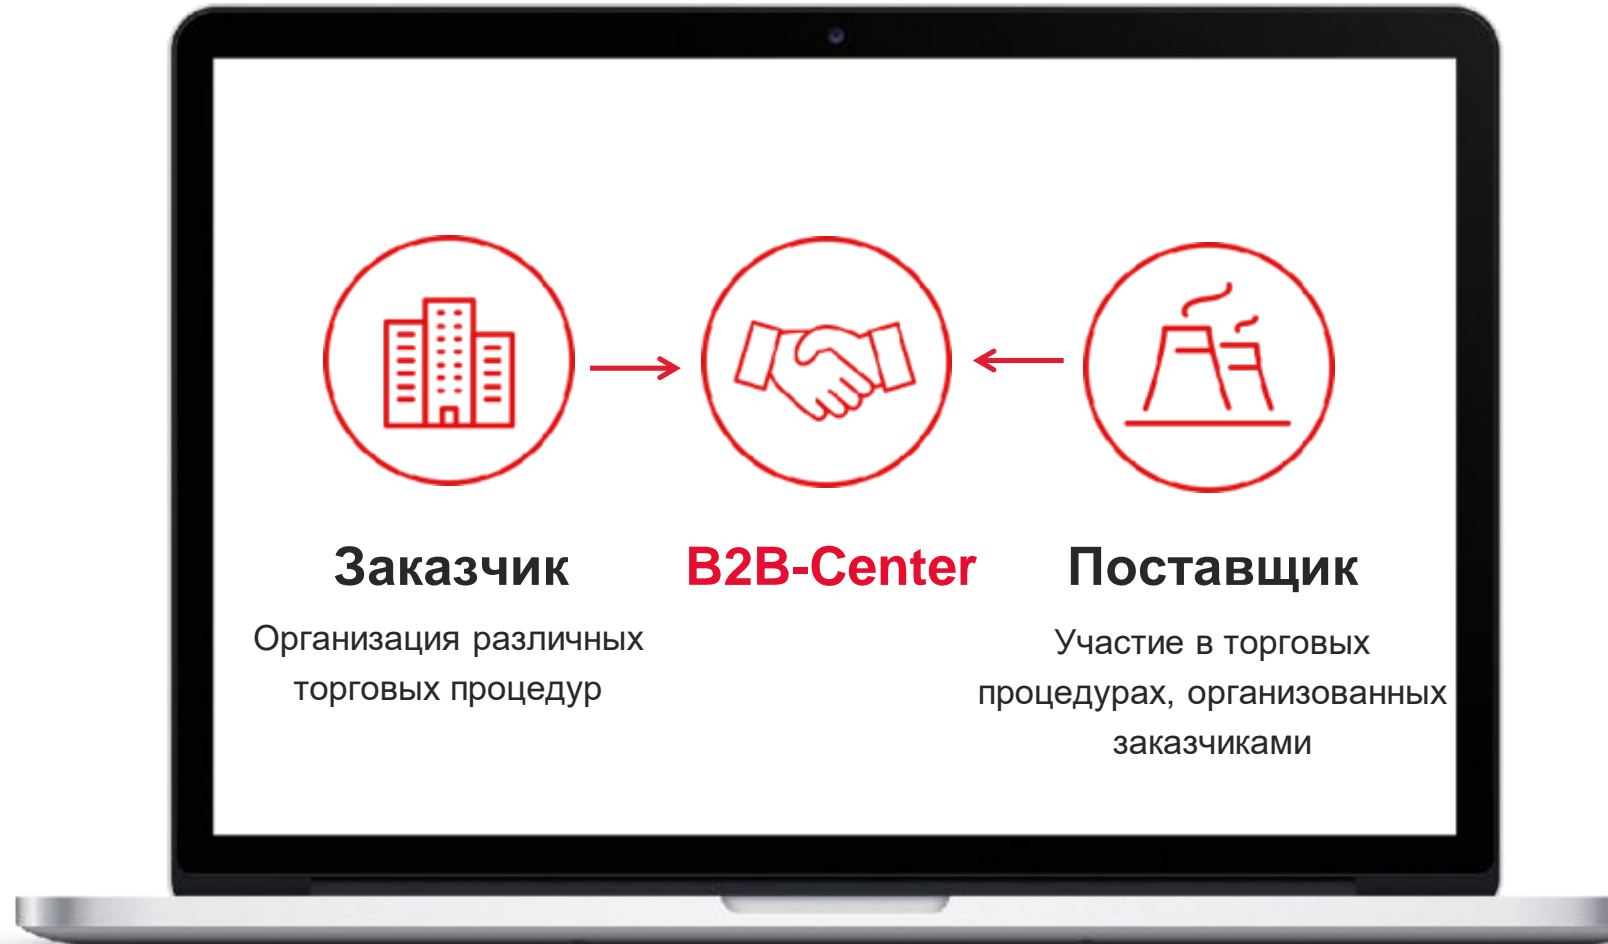 Заказчик
Организация различных
торговых процедур
B2B-Center
Поставщик
Участие в торговых
процедурах, организованных
заказчиками